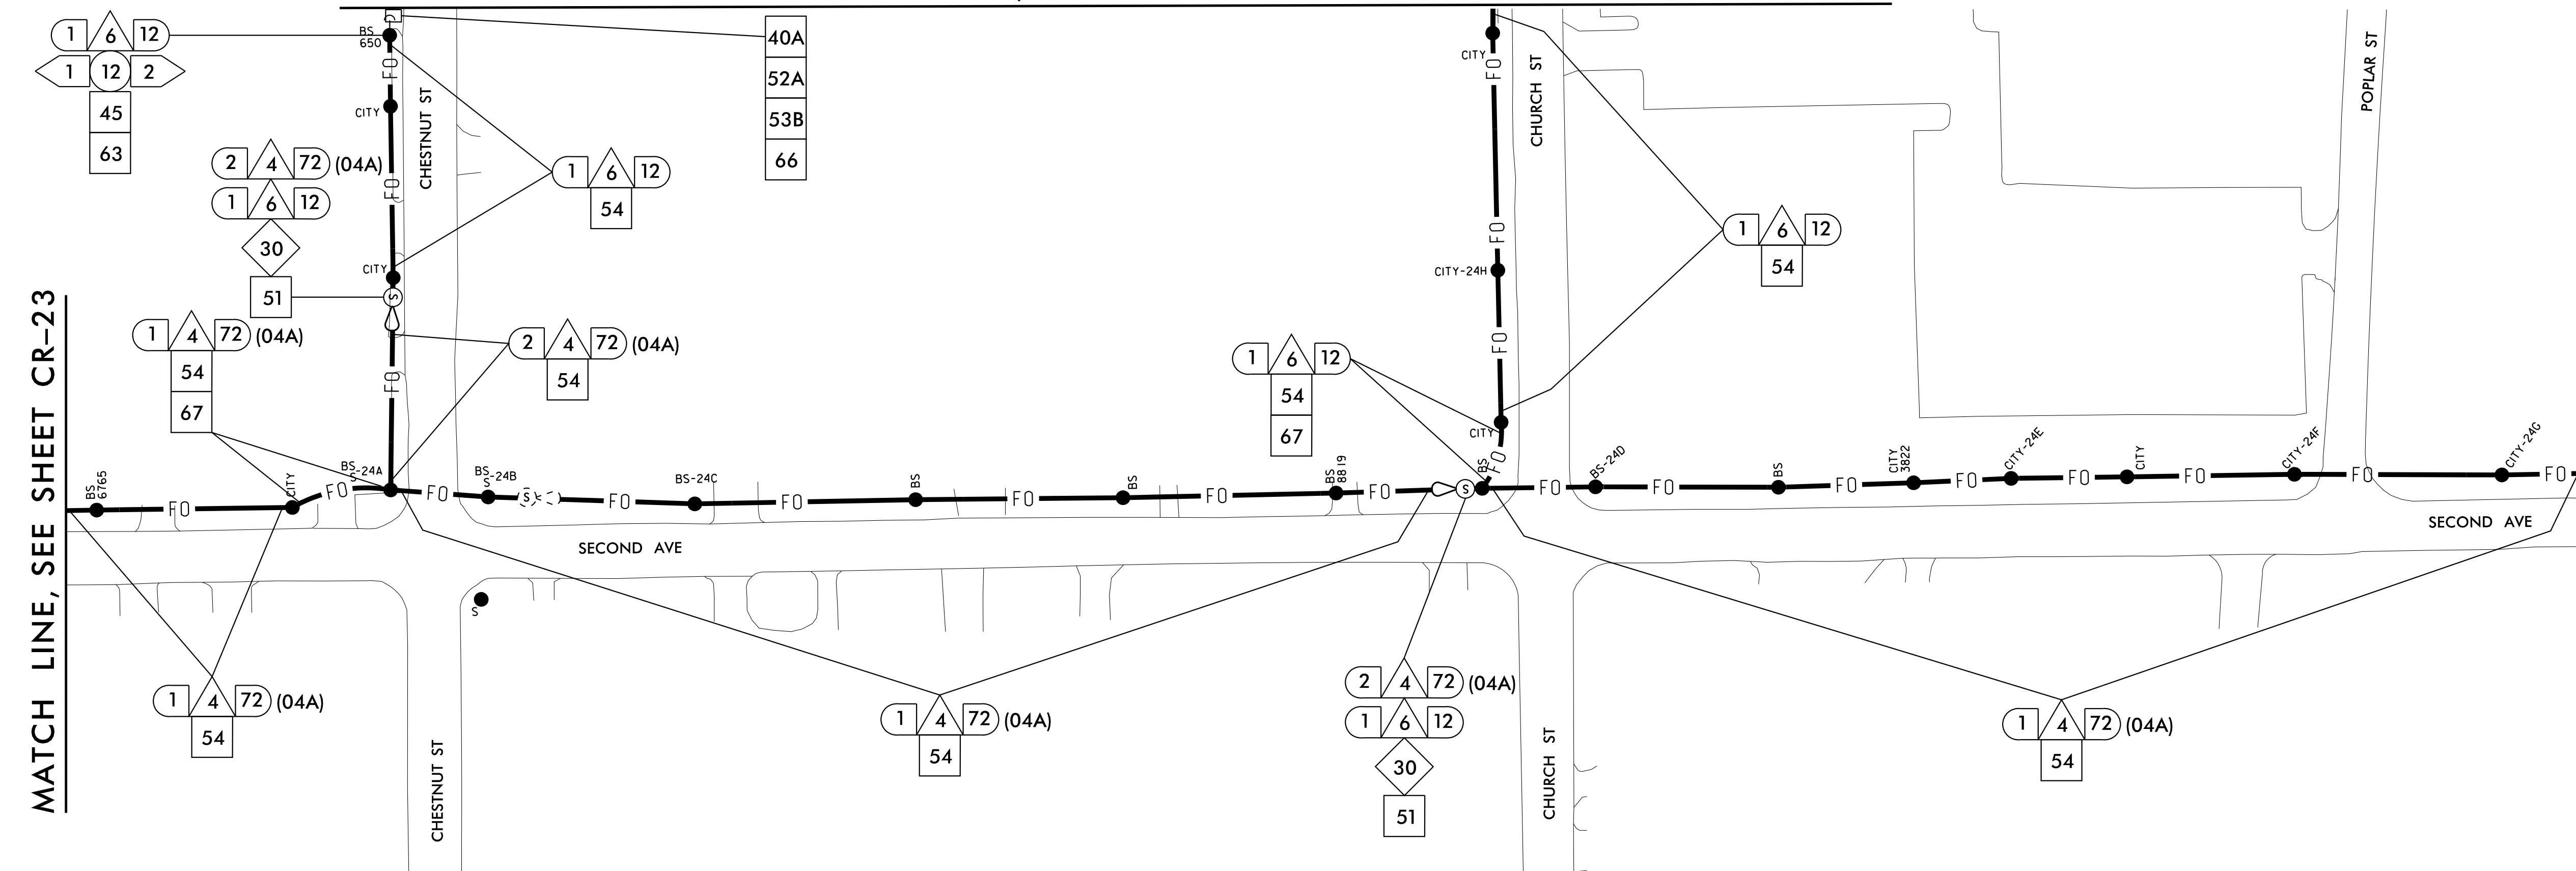 1 6 12
1 12 2
45
63
BS
650
40A
52A
53B
66
FO
CITY
CHESTNUT ST
2 4 72 (04A)
1 6 12
30
51
FO
CITY
S
1 6 12
54
CITY
FO
CHURCH ST
POPLAR ST
FO
CITY-24H
FO
CITY
FO
1 6 12
54
MATCH LINE, SEE SHEET CR-23
1 4 72 (04A)
54
67
2 4 72 (04A)
54
FO
1 6 12
54
67
BS
6765
FO
CITY
FO
BS-24A
S
FO
BS-24B
S
S
FO
BS-24C
FO
BS
FO
BS
FO
BS
8819
FO
S
BS
FO
BS-24D
FO
BS
FO
CITY
3822
FO
CITY-24E
FO
CITY
FO
CITY-24F
FO
CITY-24G
FO
SECOND AVE
SECOND AVE
S
1 4 72 (04A)
54
CHESTNUT ST
1 4 72 (04A)
54
2 4 72 (04A)
1 6 12
30
51
CHURCH ST
1 4 72 (04A)
54